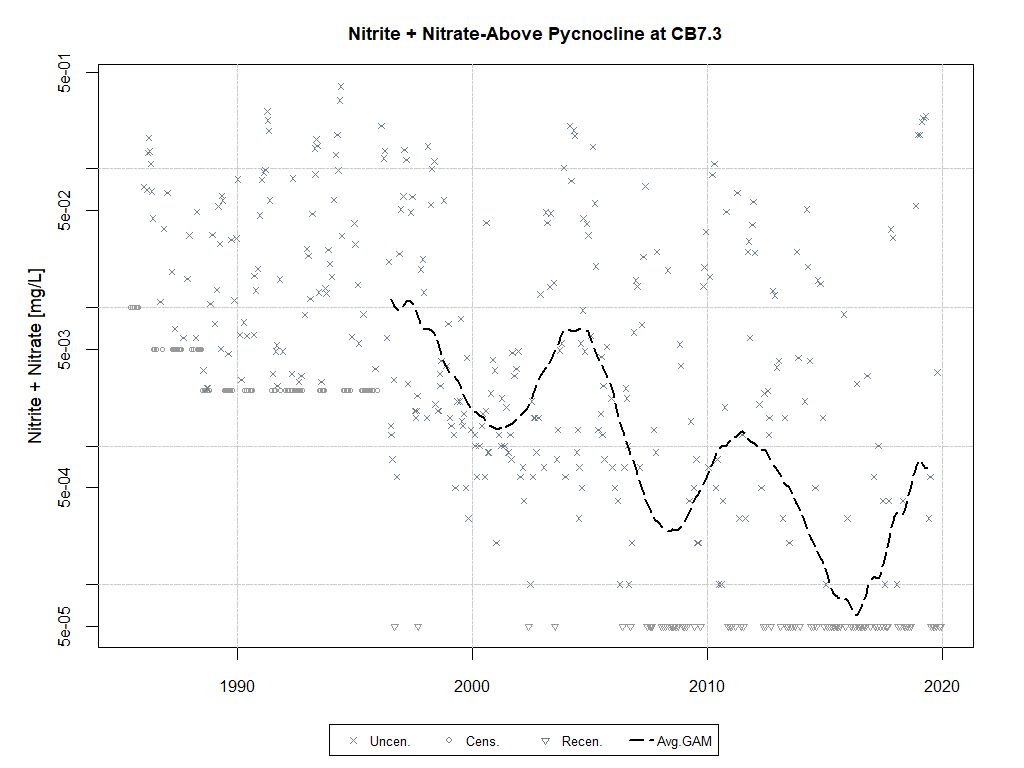 Nitrite + Nitrate-Above Pycnocline at CB7.3
Nitrite + Nitrate [mg/L]
5e-01
5e-02
5e-03
5e-04
5e-05
1990
2000
2010
2020
Uncen.
Cens.
Recen.
Avg.GAM